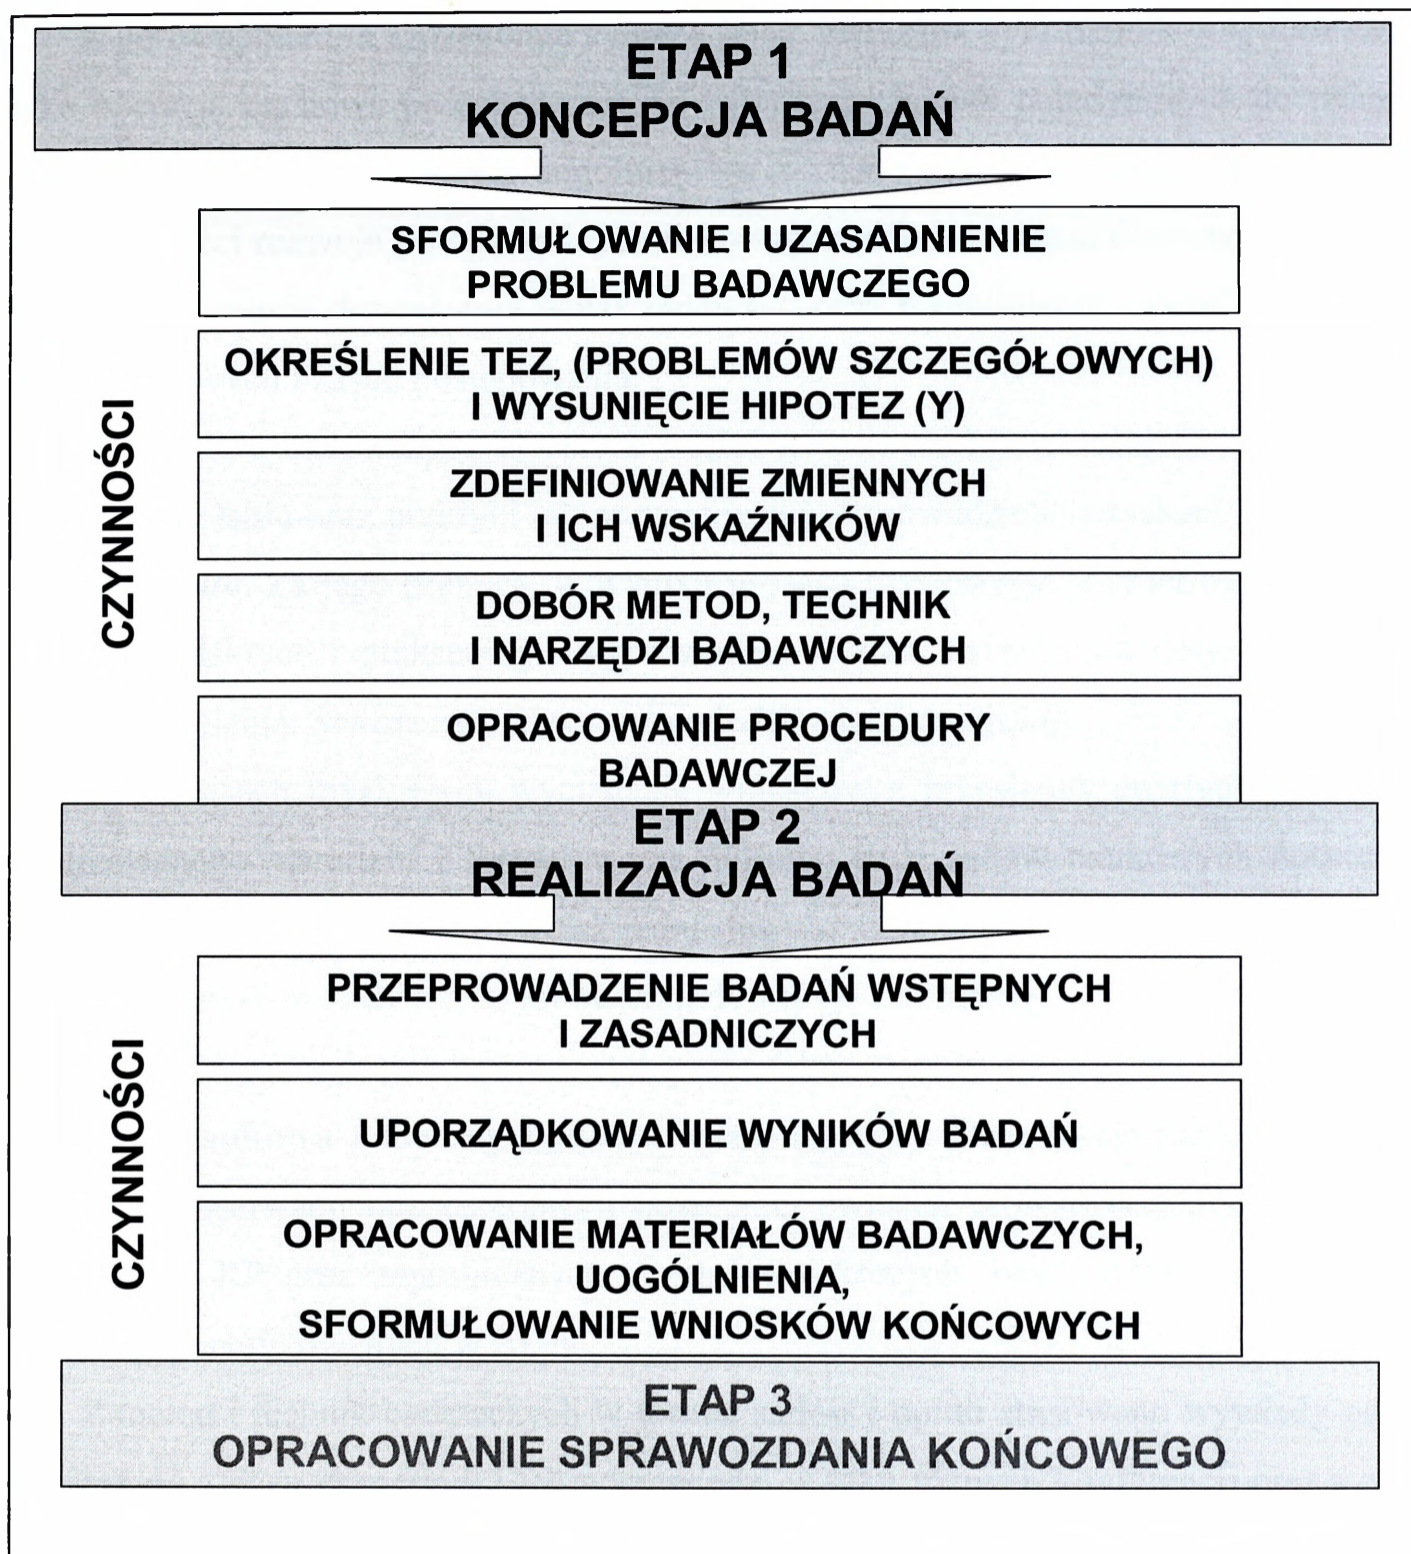 ETAP 1
KONCEPCJA BADAŃ
CZYNNOŚCI
SFORMUŁOWANIE I UZASADNIENIE
PROBLEMU BADAWCZEGO
OKREŚLENIE TEZ, (PROBLEMÓW SZCZEGÓŁOWYCH)
I WYSUNIĘCIE HIPOTEZ (Y)
ZDEFINIOWANIE ZMIENNYCH
I ICH WSKAŹNIKÓW
DOBÓR METOD, TECHNIK
I NARZĘDZI BADAWCZYCH
OPRACOWANIE PROCEDURY
BADAWCZEJ
ETAP 2
REALIZACJA BADAŃ
CZYNNOŚCI
PRZEPROWADZENIE BADAŃ WSTĘPNYCH
I ZASADNICZYCH
UPORZĄDKOWANIE WYNIKÓW BADAŃ
OPRACOWANIE MATERIAŁÓW BADAWCZYCH,
UOGÓLNIENIA,
SFORMUŁOWANIE WNIOSKÓW KOŃCOWYCH
ETAP 3
OPRACOWANIE SPRAWOZDANIA KOŃCOWEGO